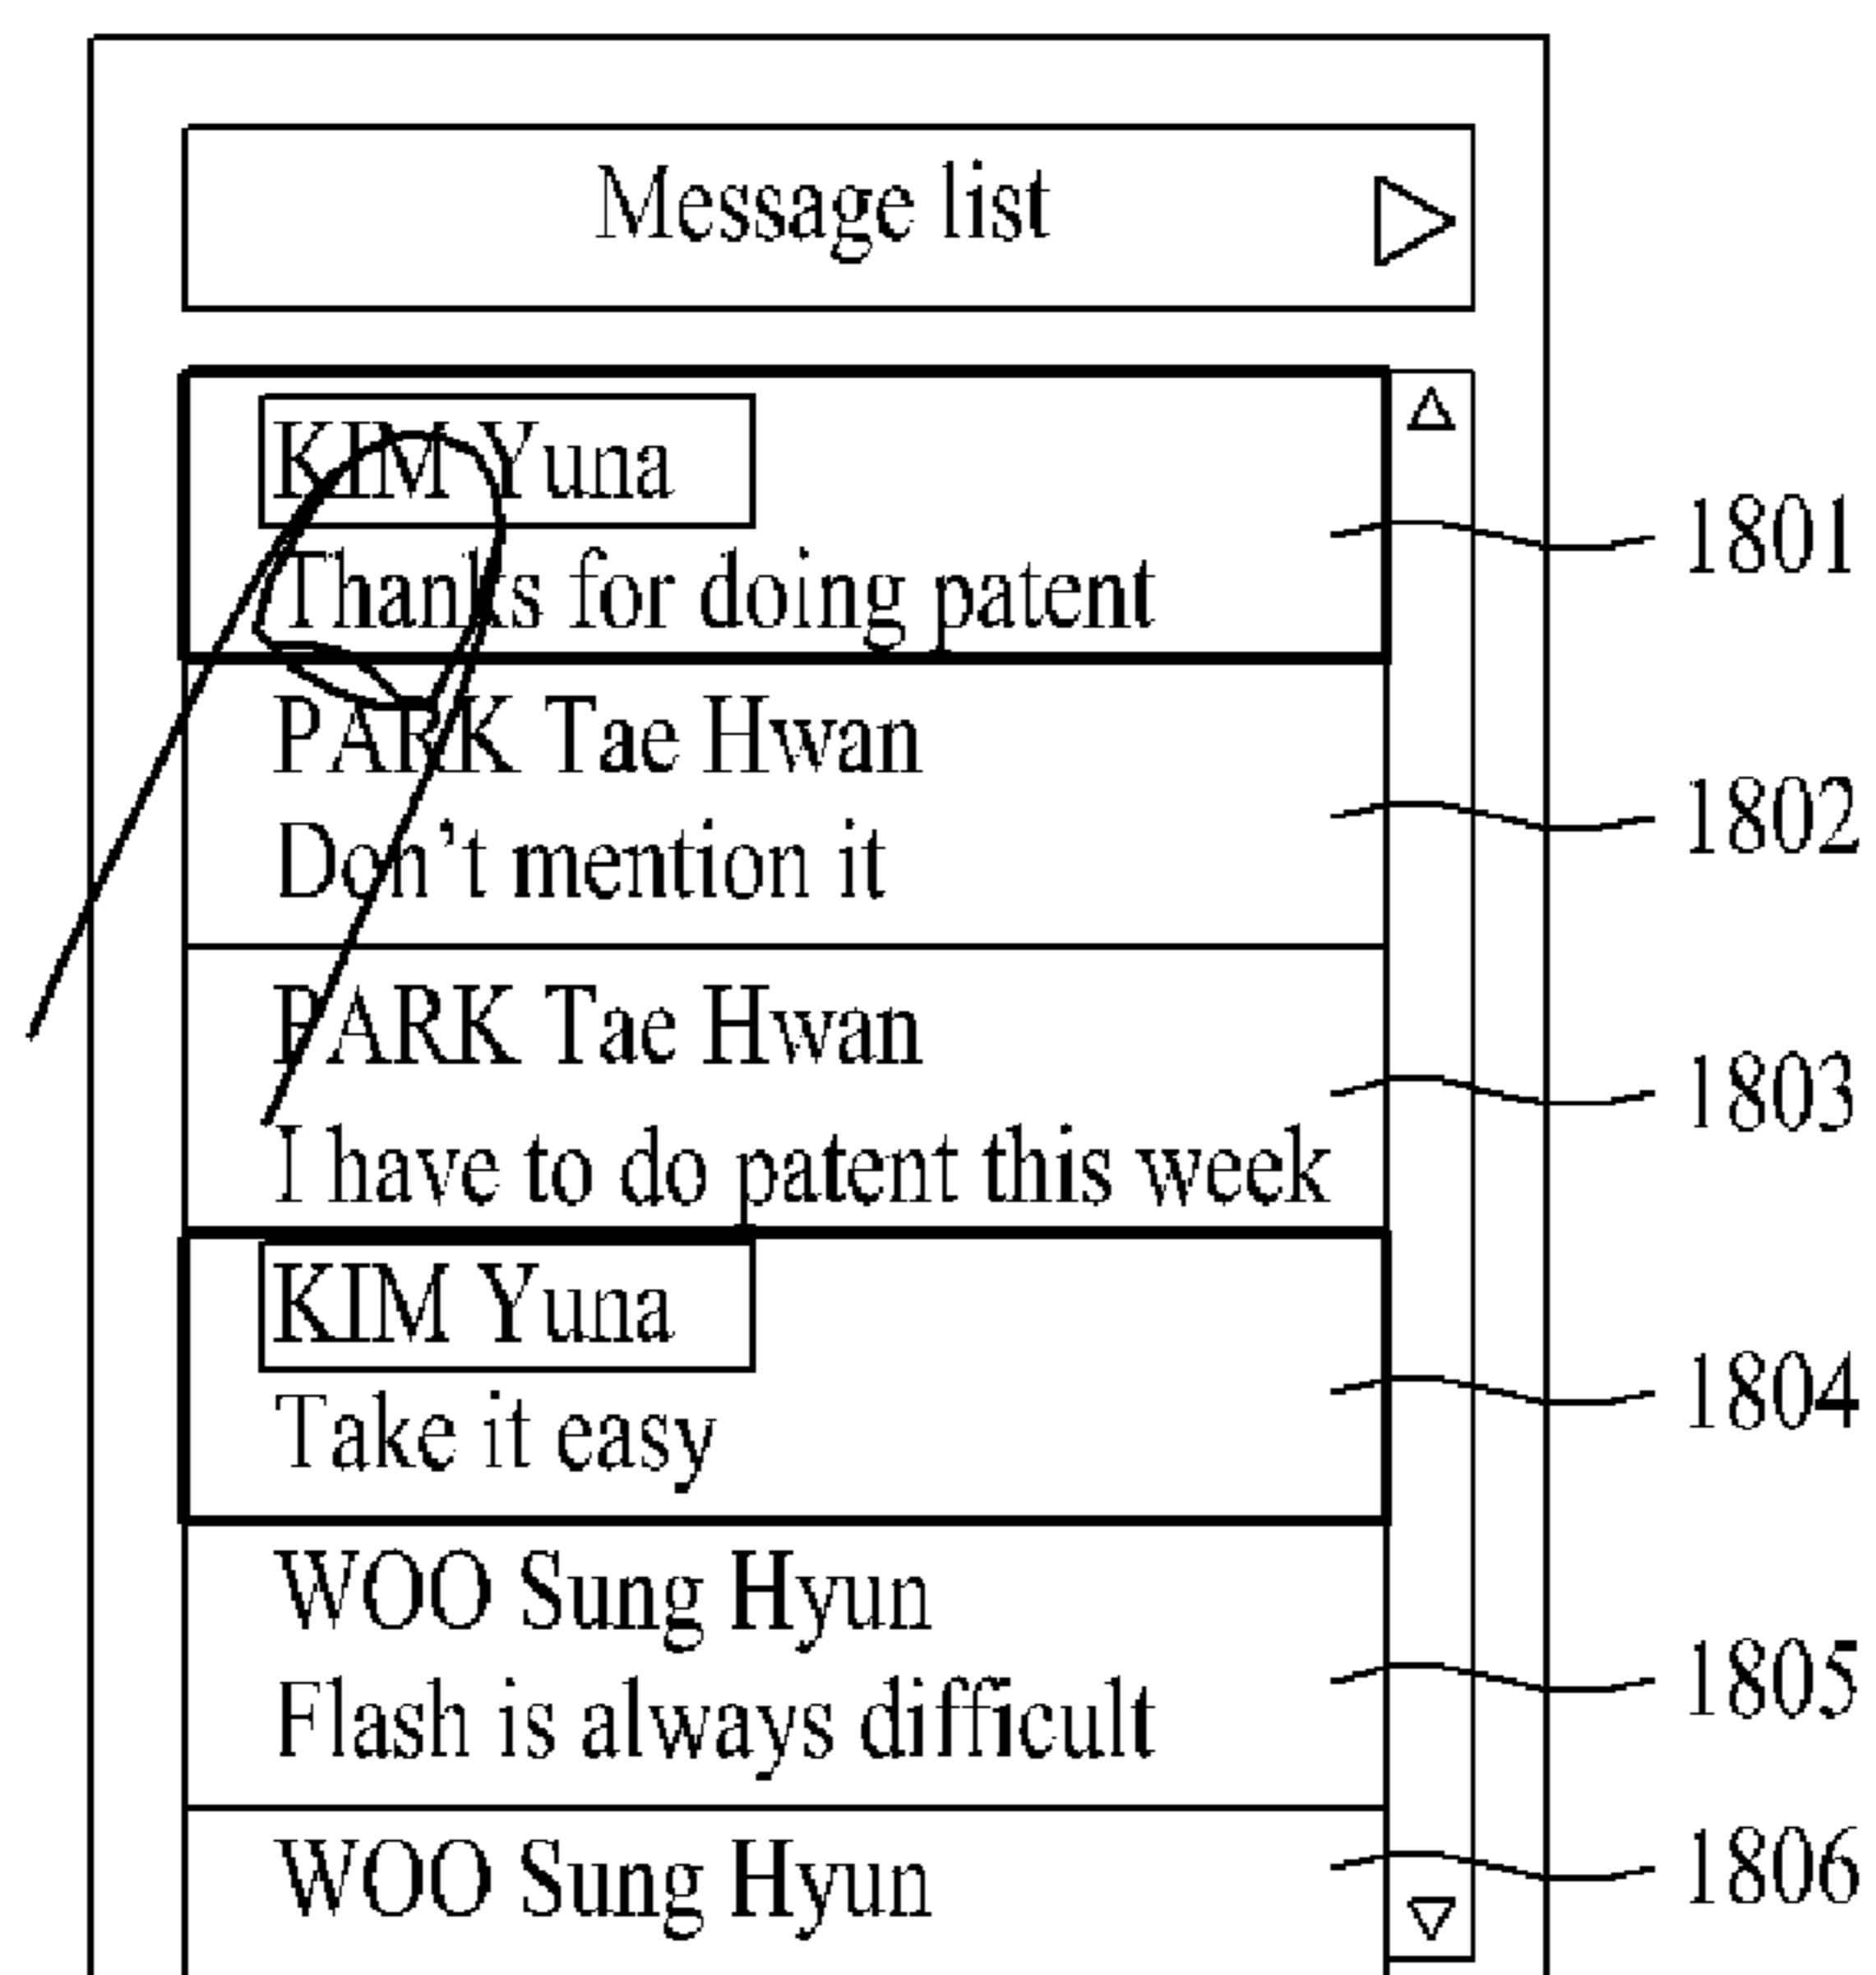 Message list
KIM Yuna
Thanks for doing patent
1801
PARK Tae Hwan
Don't mention it
1802
PARK Tae Hwan
I have to do patent this week
1803
KIM Yuna
Take it easy
1804
WOO Sung Hyun
Flash is always difficult
1805
WOO Sung Hyun
1806